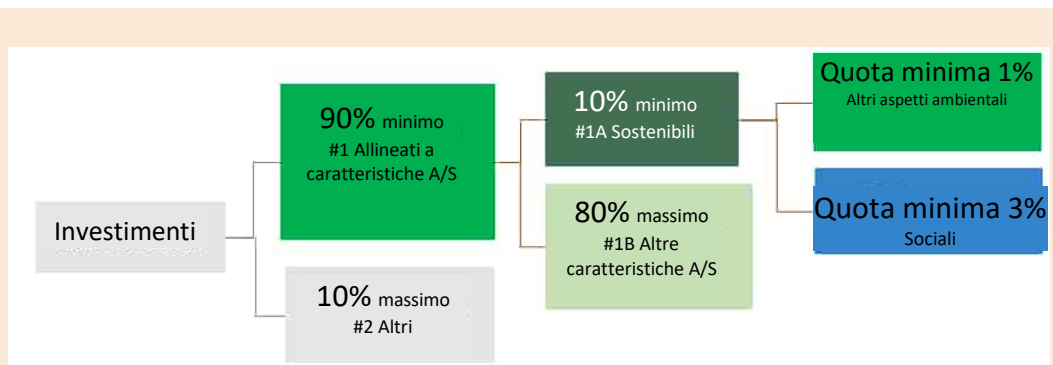 Investimenti
90% minimo
#1 Allineati a
caratteristiche A/S
10% massimo
#2 Altri
10% minimo
#1A Sostenibili
80% massimo
#1B Altre
caratteristiche A/S
Quota minima 1%
Altri aspetti ambientali
Quota minima 3%
Sociali